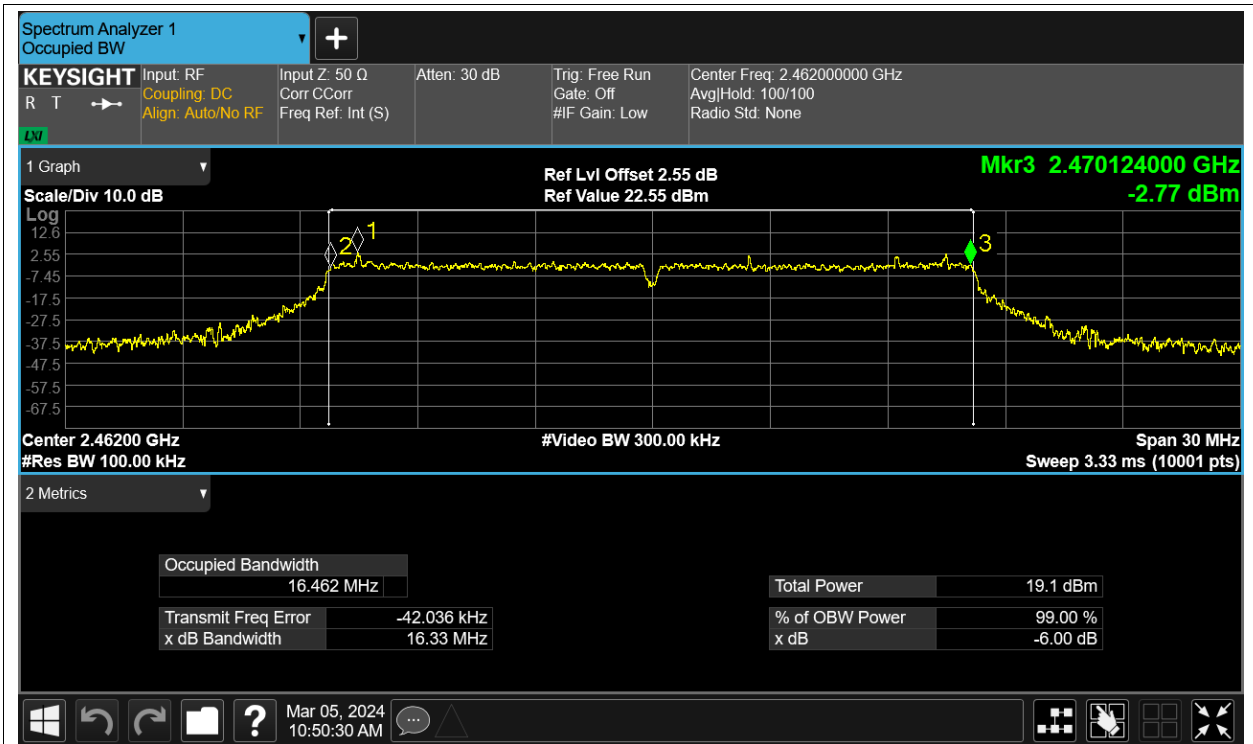 Spectrum Analyzer 1
Occupied BW
KEYSIGHT
R T
LXI
Input: RF
Coupling: DC
Align: Auto/No RF
Input Z: 50 Ω
Corr CCorr
Freq Ref: Int (S)
Atten: 30 dB
Trig: Free Run
Gate: Off
#IF Gain: Low
Center Freq: 2.462000000 GHz
Avg|Hold: 100/100
Radio Std: None
1 Graph
Scale/Div 10.0 dB
Ref Lvl Offset 2.55 dB
Ref Value 22.55 dBm
Mkr3 2.470124000 GHz
-2.77 dBm
Log
12.6
2.55
-7.45
-17.5
-27.5
-37.5
-47.5
-57.5
-67.5
2
1
3
Center 2.46200 GHz
#Res BW 100.00 kHz
#Video BW 300.00 kHz
Span 30 MHz
Sweep 3.33 ms (10001 pts)
2 Metrics
Occupied Bandwidth
16.462 MHz
Transmit Freq Error -42.036 kHz
x dB Bandwidth 16.33 MHz
Total Power 19.1 dBm
% of OBW Power 99.00 %
x dB -6.00 dB
?
Mar 05, 2024
10:50:30 AM